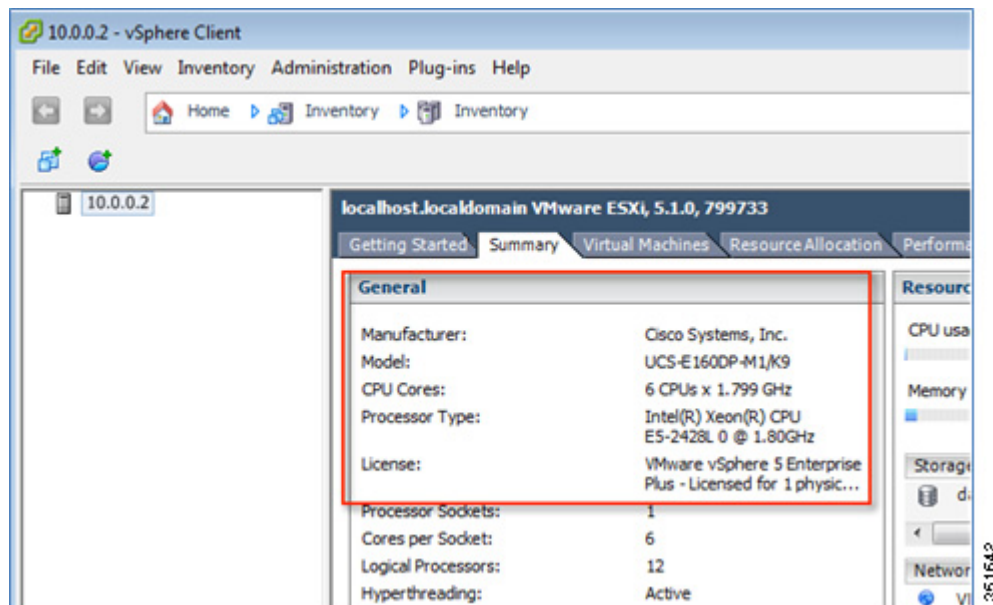 10.0.0.2 - vSphere Client
File Edit View Inventory Administration Plug-ins Help
Home Inventory Inventory
10.0.0.2
localhost.localdomain VMware ESXi, 5.1.0, 799733
Getting Started Summary Virtual Machines Resource Allocation Performa
General
Manufacturer: Cisco Systems, Inc.
Model: UCS-E160DP-M1/K9
CPU Cores: 6 CPUs x 1.799 GHz
Processor Type: Intel(R) Xeon(R) CPU
E5-2428L 0 @ 1.80GHz
License: VMware vSphere 5 Enterprise
Plus - Licensed for 1 physic...
Processor Sockets: 1
Cores per Socket: 6
Logical Processors: 12
Hyperthreading: Active
Resourc
CPU usa
Memory
Storage
da
Networ
VI
361642